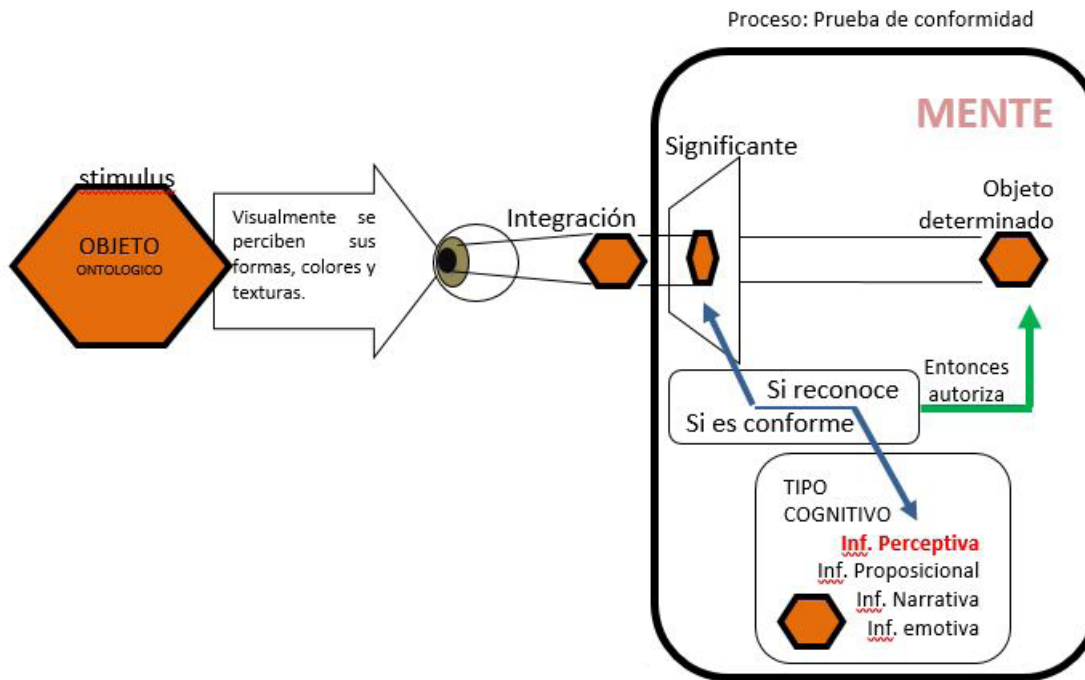 Proceso: Prueba de conformidad
MENTE
stimulus
OBJETO
ONTOLOGICO
Visualmente se
perciben sus
formas, colores y
texturas.
Integración
Significante
Objeto
determinado
Si reconoce
Si es conforme
Entonces
autoriza
TIPO
COGNITIVO
Inf. Perceptiva
Inf. Proposicional
Inf. Narrativa
Inf. emotiva